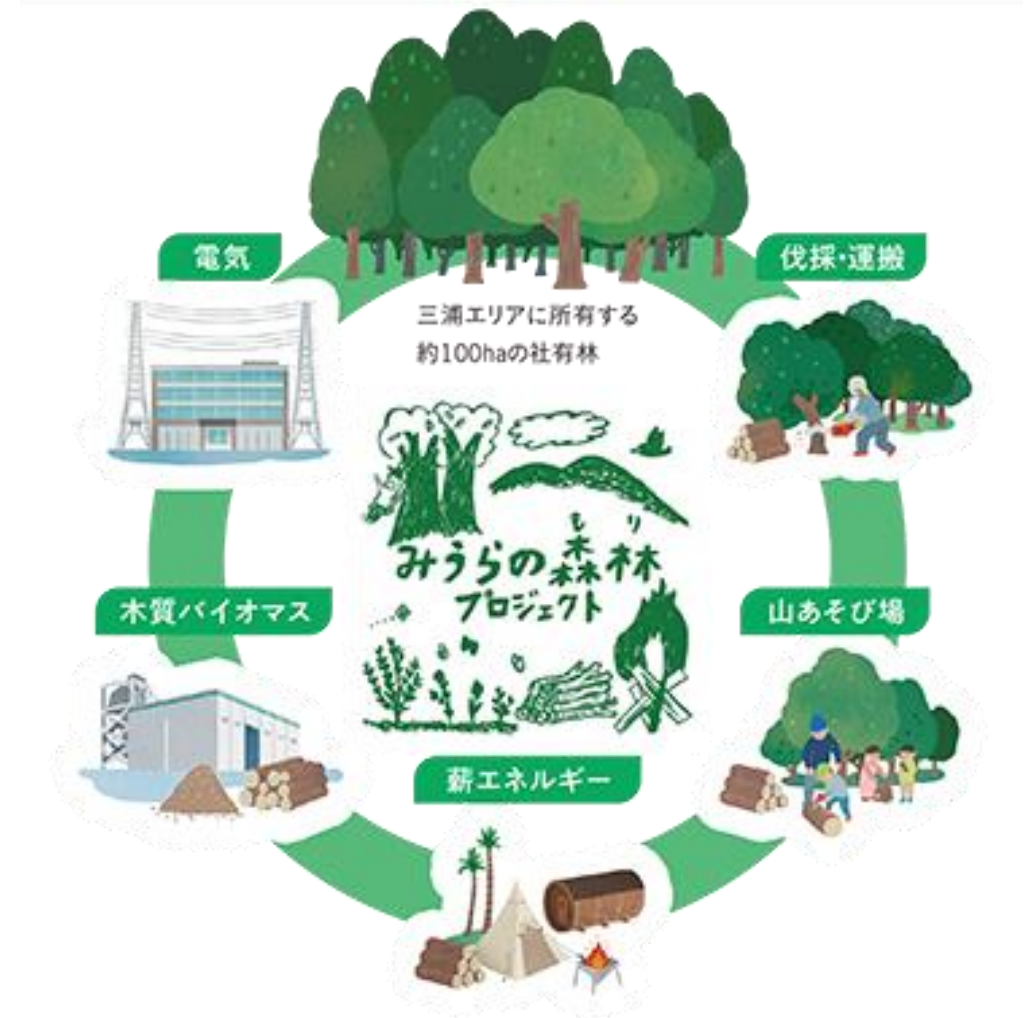 三浦エリアに所有する
約100haの社有林
伐採・運搬
山あそび場
薪エネルギー
木質バイオマス
電気
もり
みうらの森林
プロジェクト